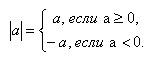 |a| = { a, если a ≥ 0,
− a, если a < 0.